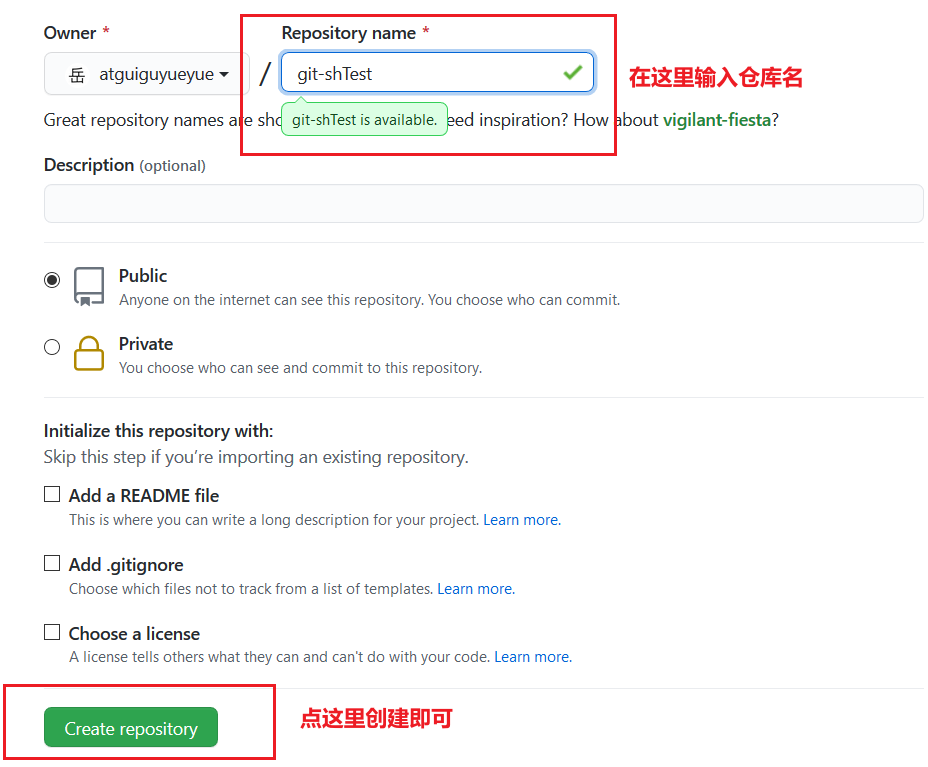 Owner *
Repository name *
岳 atguiguyueyue
/
git-shTest
在这里输入仓库名
git-shTest is available.
Great repository names are sho eed inspiration? How about vigilant-fiesta?
Description (optional)
Public
Anyone on the internet can see this repository. You choose who can commit.
Private
You choose who can see and commit to this repository.
Initialize this repository with:
Skip this step if you’re importing an existing repository.
Add a README file
This is where you can write a long description for your project. Learn more.
Add .gitignore
Choose which files not to track from a list of templates. Learn more.
Choose a license
A license tells others what they can and can't do with your code. Learn more.
Create repository
点这里创建即可